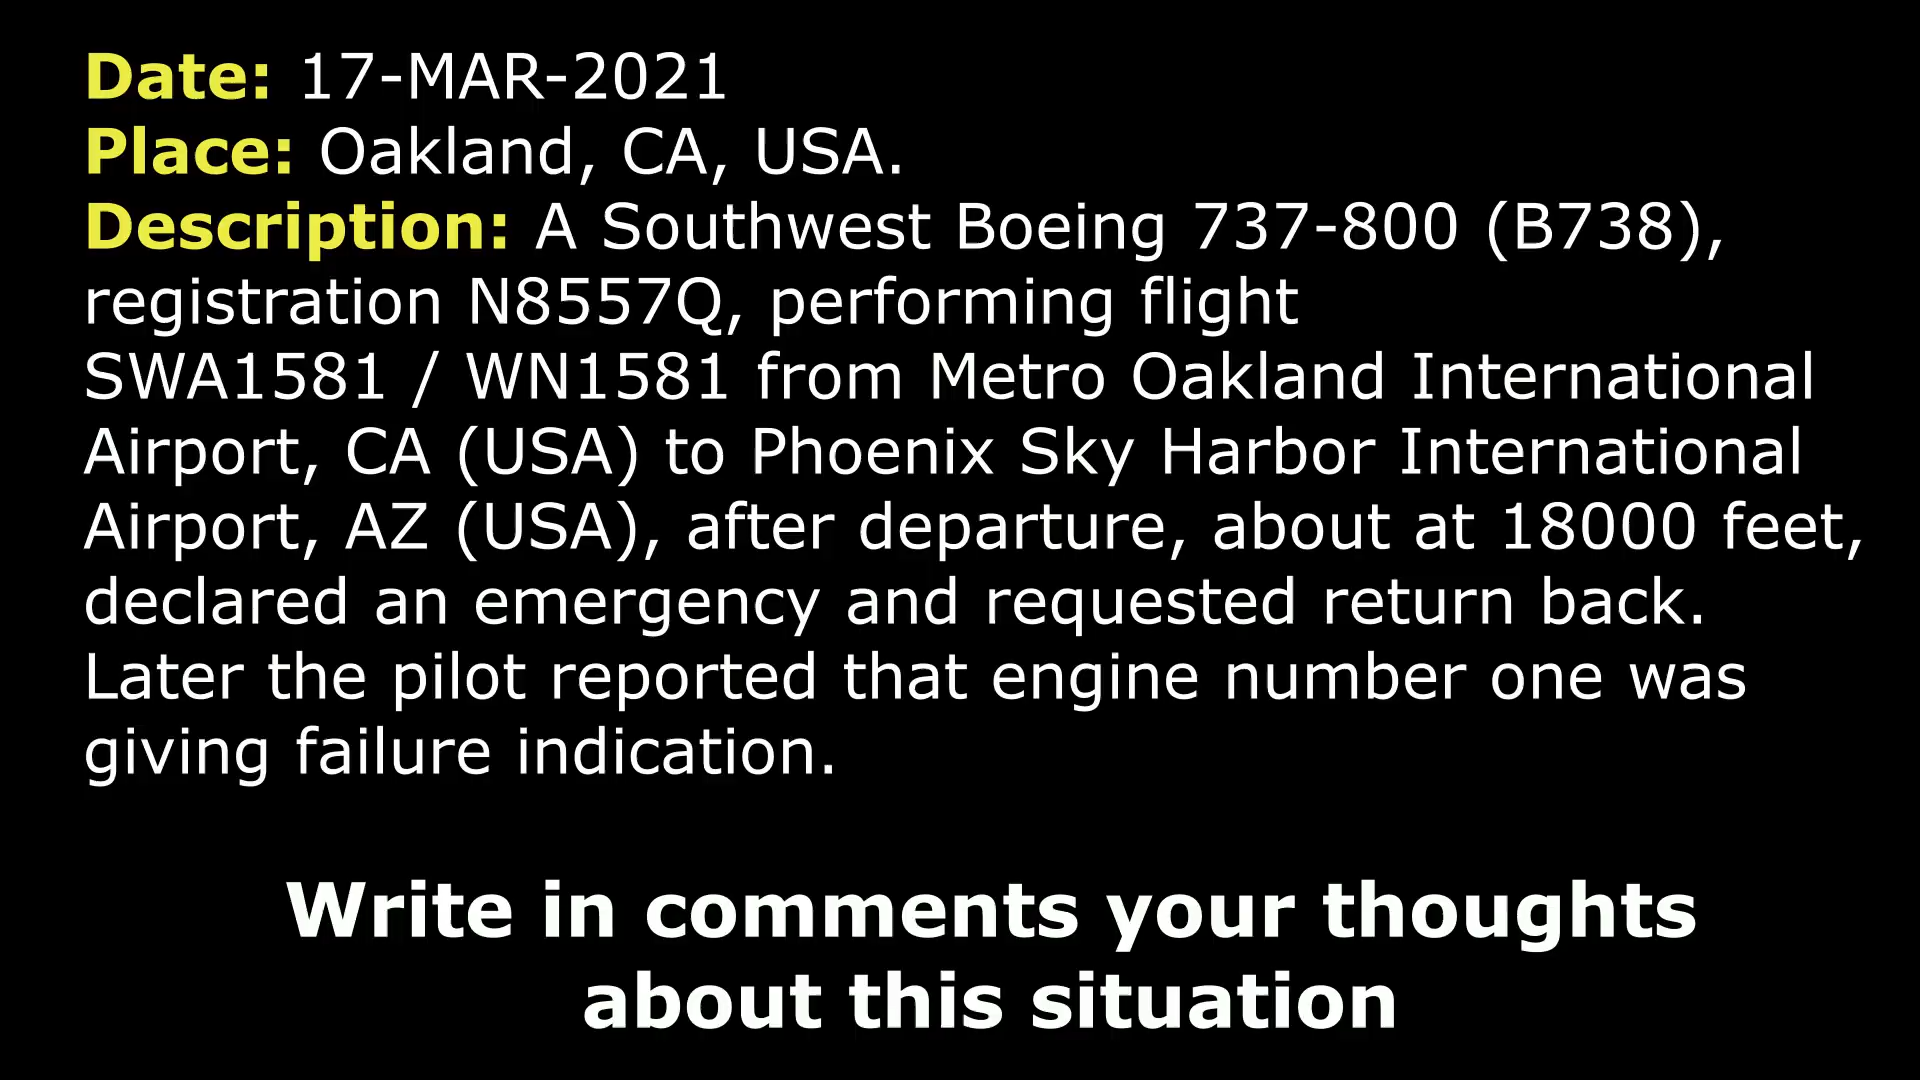 Date: 17-MAR-2021
Place: Oakland, CA, USA.
Description: A Southwest Boeing 737-800 (B738),
registration N8557Q, performing flight
SWA1581 / WN1581 from Metro Oakland International
Airport, CA (USA) to Phoenix Sky Harbor International
Airport, AZ (USA), after departure, about at 18000 feet,
declared an emergency and requested return back.
Later the pilot reported that engine number one was
giving failure indication.
Write in comments your thoughts
about this situation